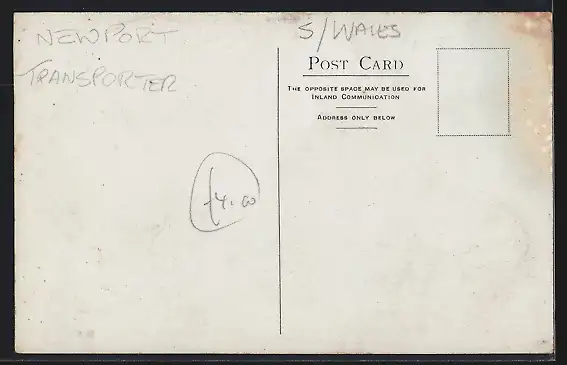 NEWPORT
TRANSPORTER
£4.00
S/WALES
POST CARD
THE OPPOSITE SPACE MAY BE USED FOR
INLAND COMMUNICATION
ADDRESS ONLY BELOW